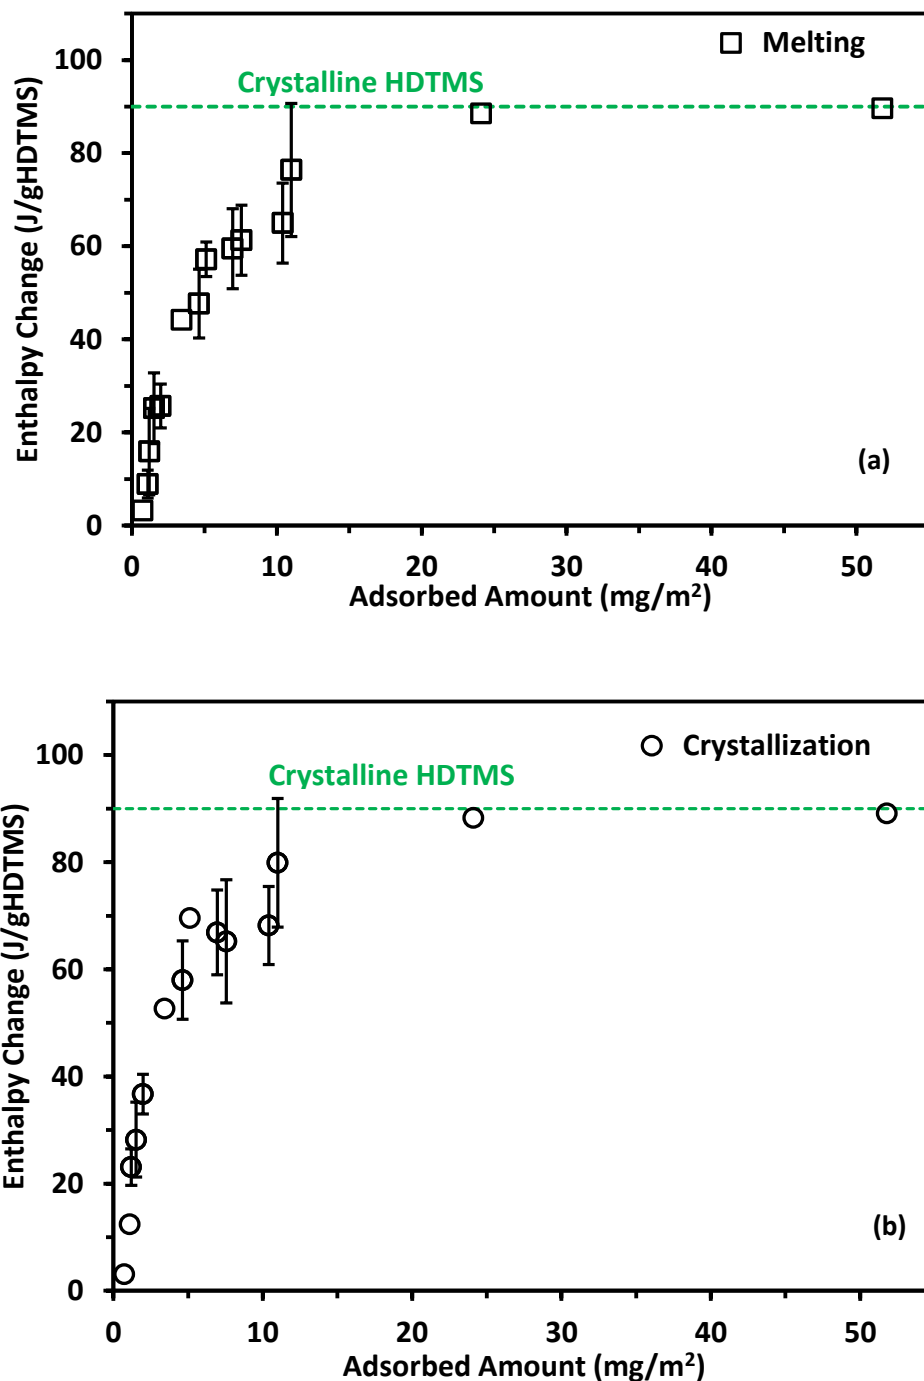 Melting
Crystalline HDTMS
Enthalpy Change (J/gHDTMS)
100
80
60
40
20
0
(a)
0 10 20 30 40 50
Adsorbed Amount (mg/m²)
Crystallization
Crystalline HDTMS
Enthalpy Change (J/gHDTMS)
100
80
60
40
20
0
(b)
0 10 20 30 40 50
Adsorbed Amount (mg/m²)